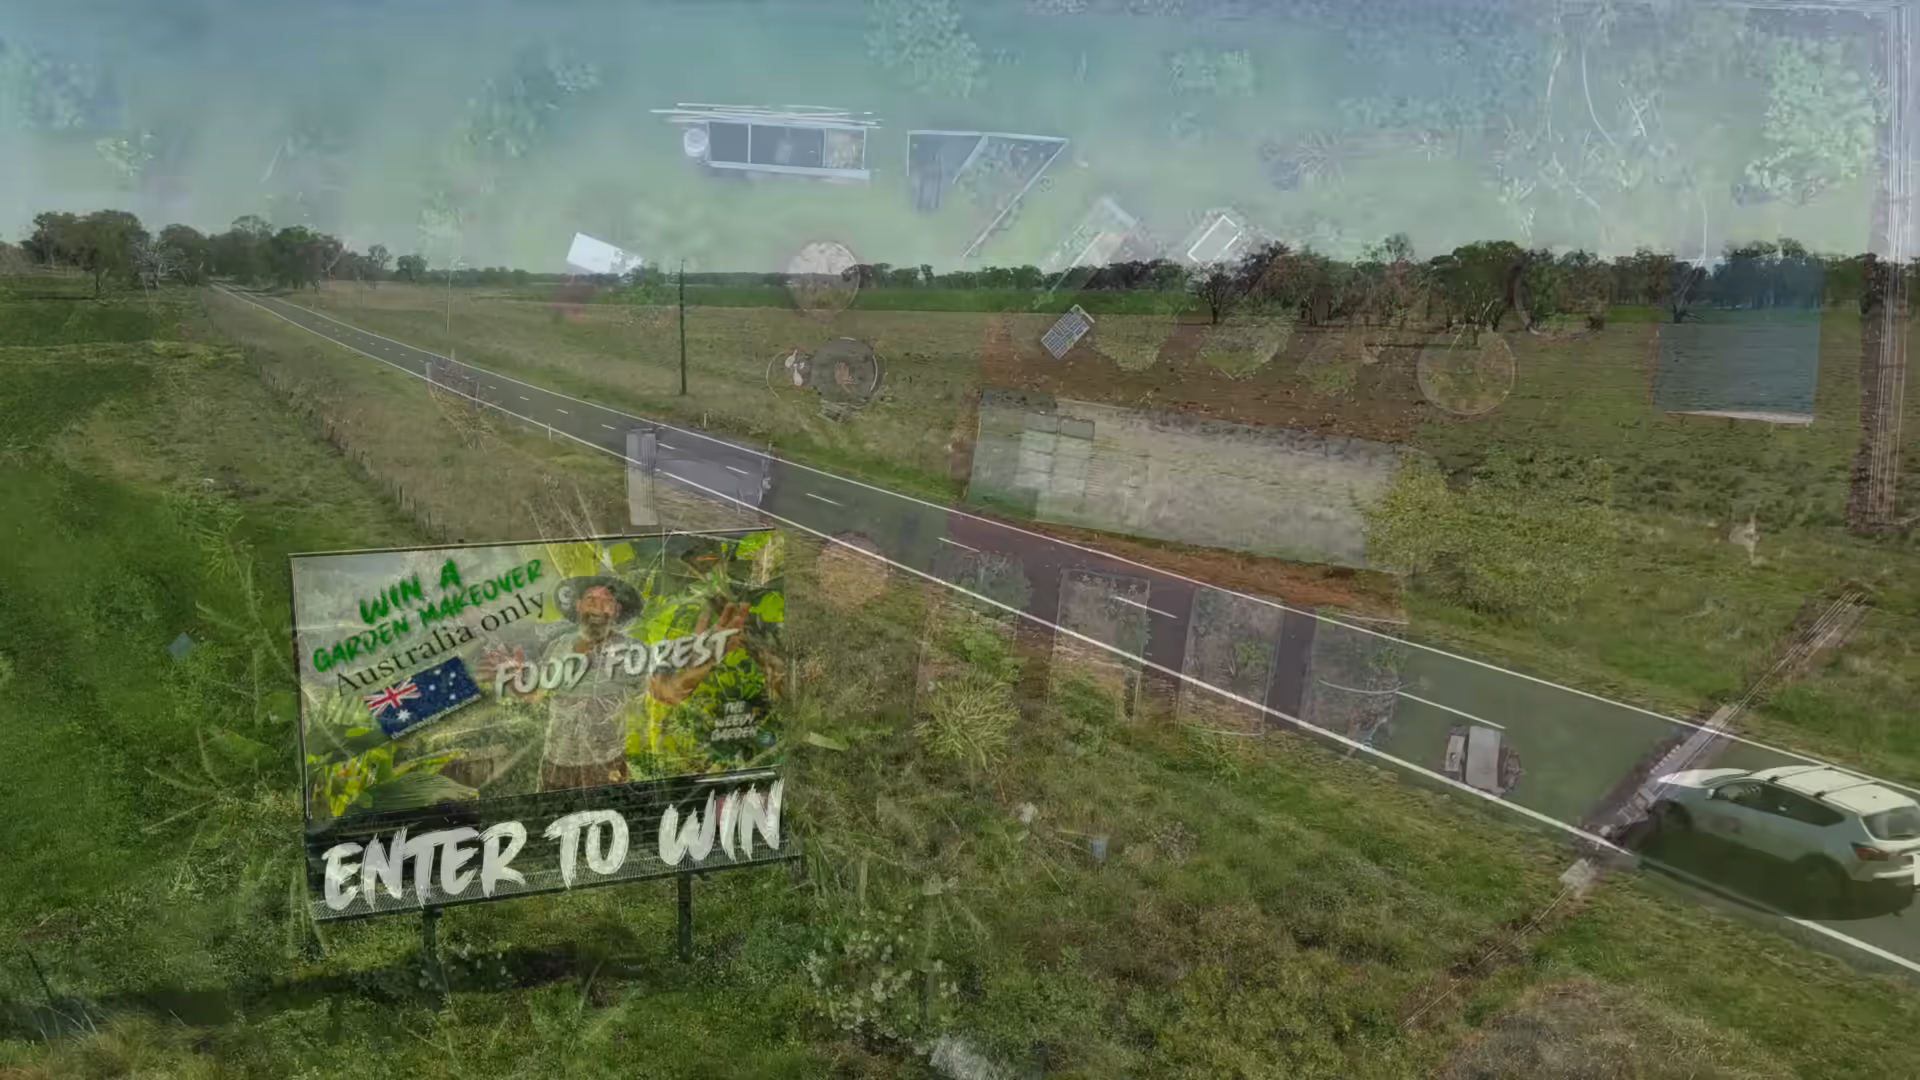 WIN A
GARDEN MAKEOVER
Australia only
FOOD FOREST
THE
WEEDY
GARDEN
ENTER TO WIN